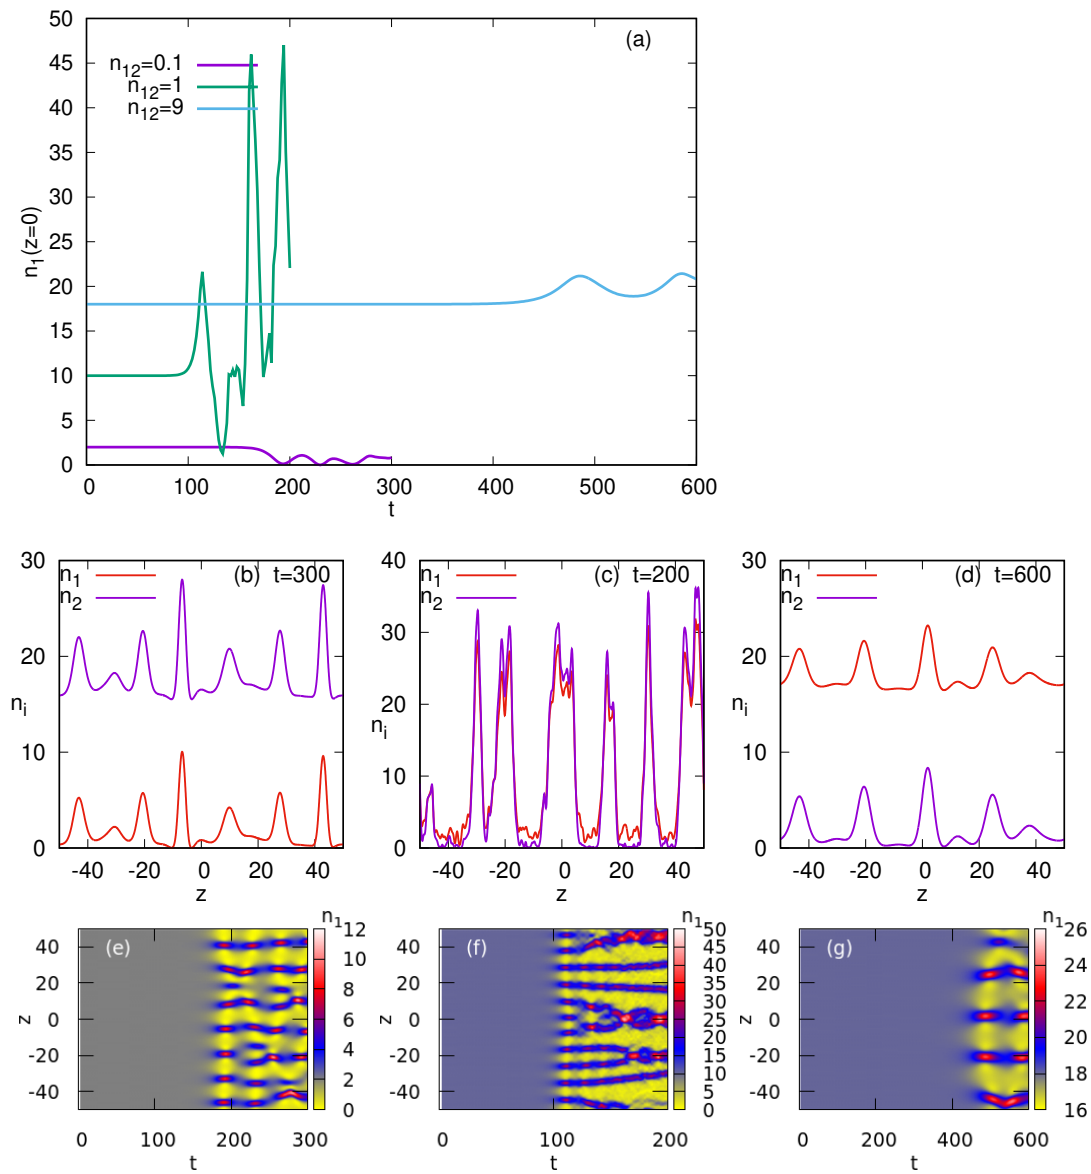 50
45
40
35
30
25
20
15
10
5
0
n₁(z=0)
(a)
n₁₂=0.1
n₁₂=1
n₁₂=9
0 100 200 300 400 500 600
t
30
20
10
0
nᵢ
n₁
n₂
(b) t=300
-40 -20 0 20 40
z
40
30
20
10
0
nᵢ
n₁
n₂
(c) t=200
-40 -20 0 20 40
z
30
20
10
0
nᵢ
n₁
n₂
(d) t=600
-40 -20 0 20 40
z
(e)
40
20
0
-20
-40
z
0 100 200 300
t
n₁
12
10
8
6
4
2
0
(f)
40
20
0
-20
-40
z
0 100 200
t
n₁
50
45
40
35
30
25
20
15
10
5
0
(g)
40
20
0
-20
-40
z
0 200 400 600
t
n₁
26
24
22
20
18
16